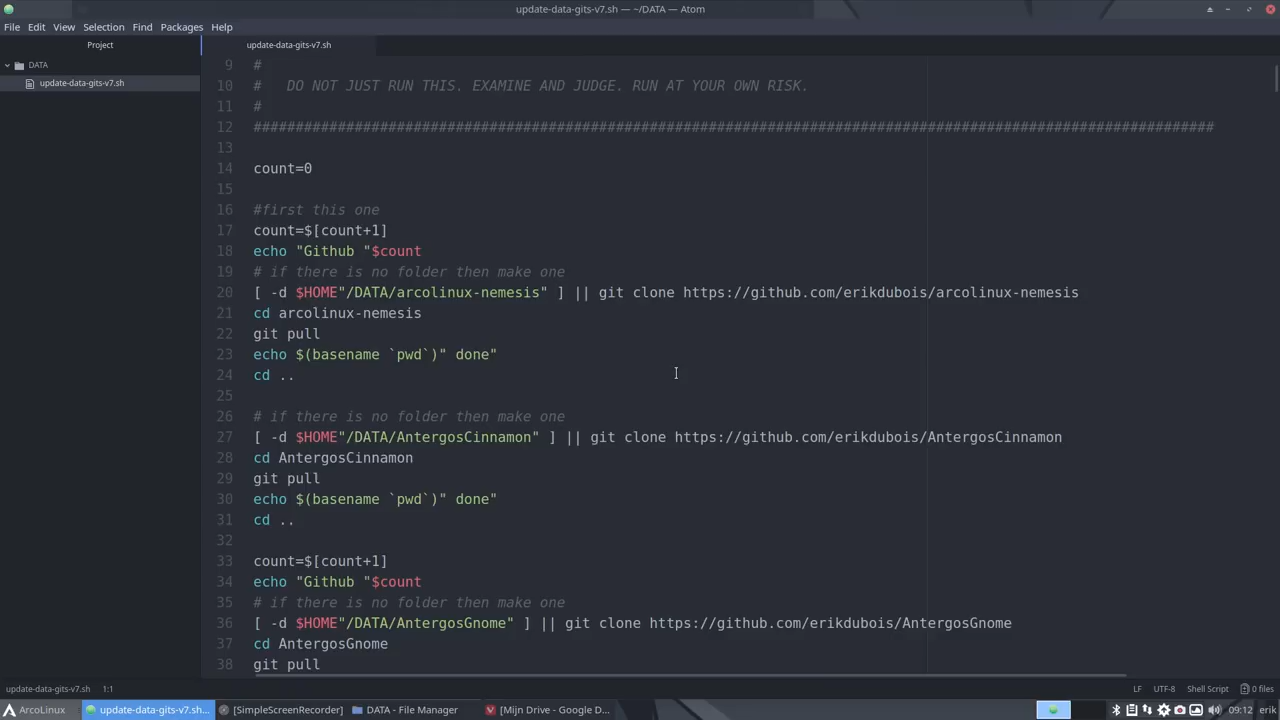 update-data-gits-v7.sh — ~/DATA — Atom
File Edit View Selection Find Packages Help
Project
update-data-gits-v7.sh
DATA
update-data-gits-v7.sh
9 #
10 #   DO NOT JUST RUN THIS. EXAMINE AND JUDGE. RUN AT YOUR OWN RISK.
11 #
12 ##################################################################################################################
13
14 count=0
15
16 #first this one
17 count=$[count+1]
18 echo "Github "$count
19 # if there is no folder then make one
20 [ -d $HOME"/DATA/arcolinux-nemesis" ] || git clone https://github.com/erikdubois/arcolinux-nemesis
21 cd arcolinux-nemesis
22 git pull
23 echo $(basename `pwd`)" done"
24 cd ..
25
26 # if there is no folder then make one
27 [ -d $HOME"/DATA/AntergosCinnamon" ] || git clone https://github.com/erikdubois/AntergosCinnamon
28 cd AntergosCinnamon
29 git pull
30 echo $(basename `pwd`)" done"
31 cd ..
32
33 count=$[count+1]
34 echo "Github "$count
35 # if there is no folder then make one
36 [ -d $HOME"/DATA/AntergosGnome" ] || git clone https://github.com/erikdubois/AntergosGnome
37 cd AntergosGnome
38 git pull
update-data-gits-v7.sh 1:1 LF UTF-8 Shell Script 0 files
ArcoLinux update-data-gits-v7.sh... [SimpleScreenRecorder] DATA - File Manager [Mijn Drive - Google D... 09:12 erik